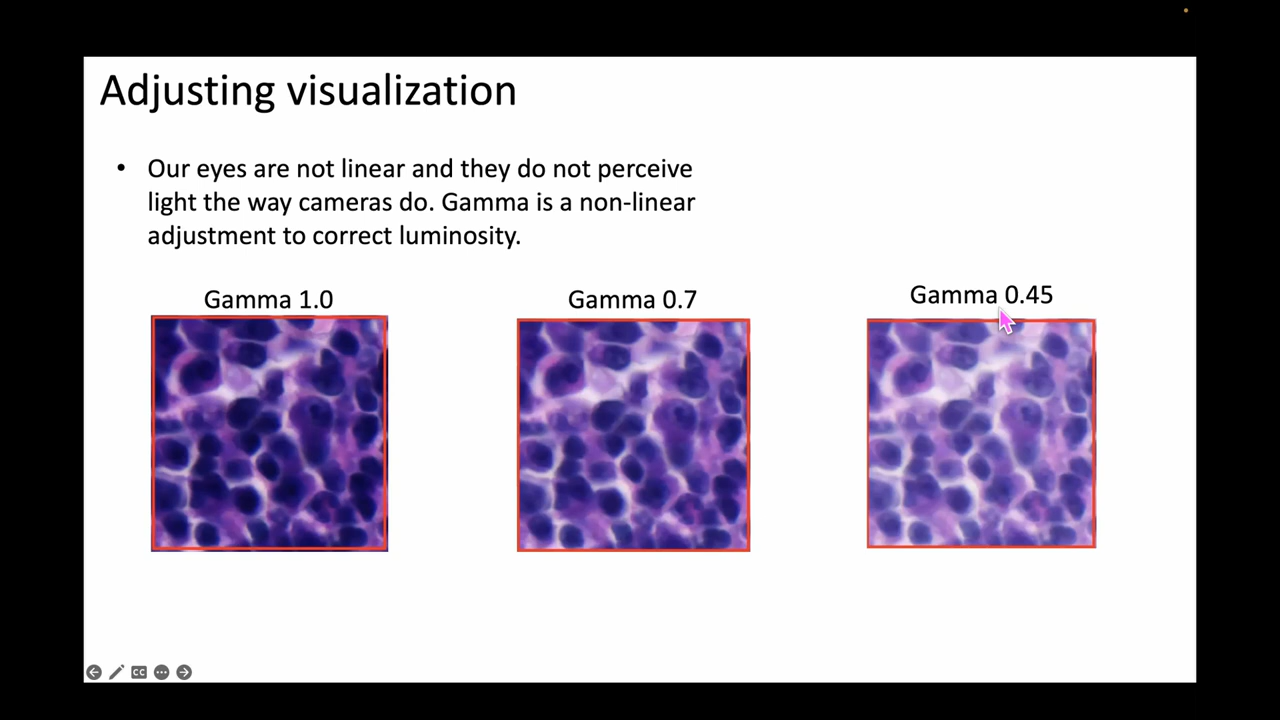 Adjusting visualization
• Our eyes are not linear and they do not perceive
light the way cameras do. Gamma is a non-linear
adjustment to correct luminosity.
Gamma 1.0
Gamma 0.7
Gamma 0.45
CC